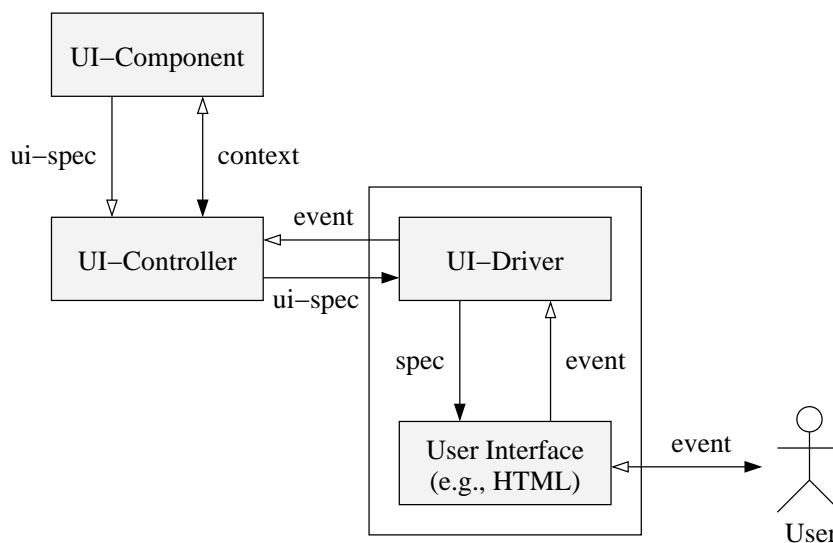 UI–Component
ui–spec
context
event
UI–Controller
UI–Driver
ui–spec
spec
event
User Interface
(e.g., HTML)
event
User